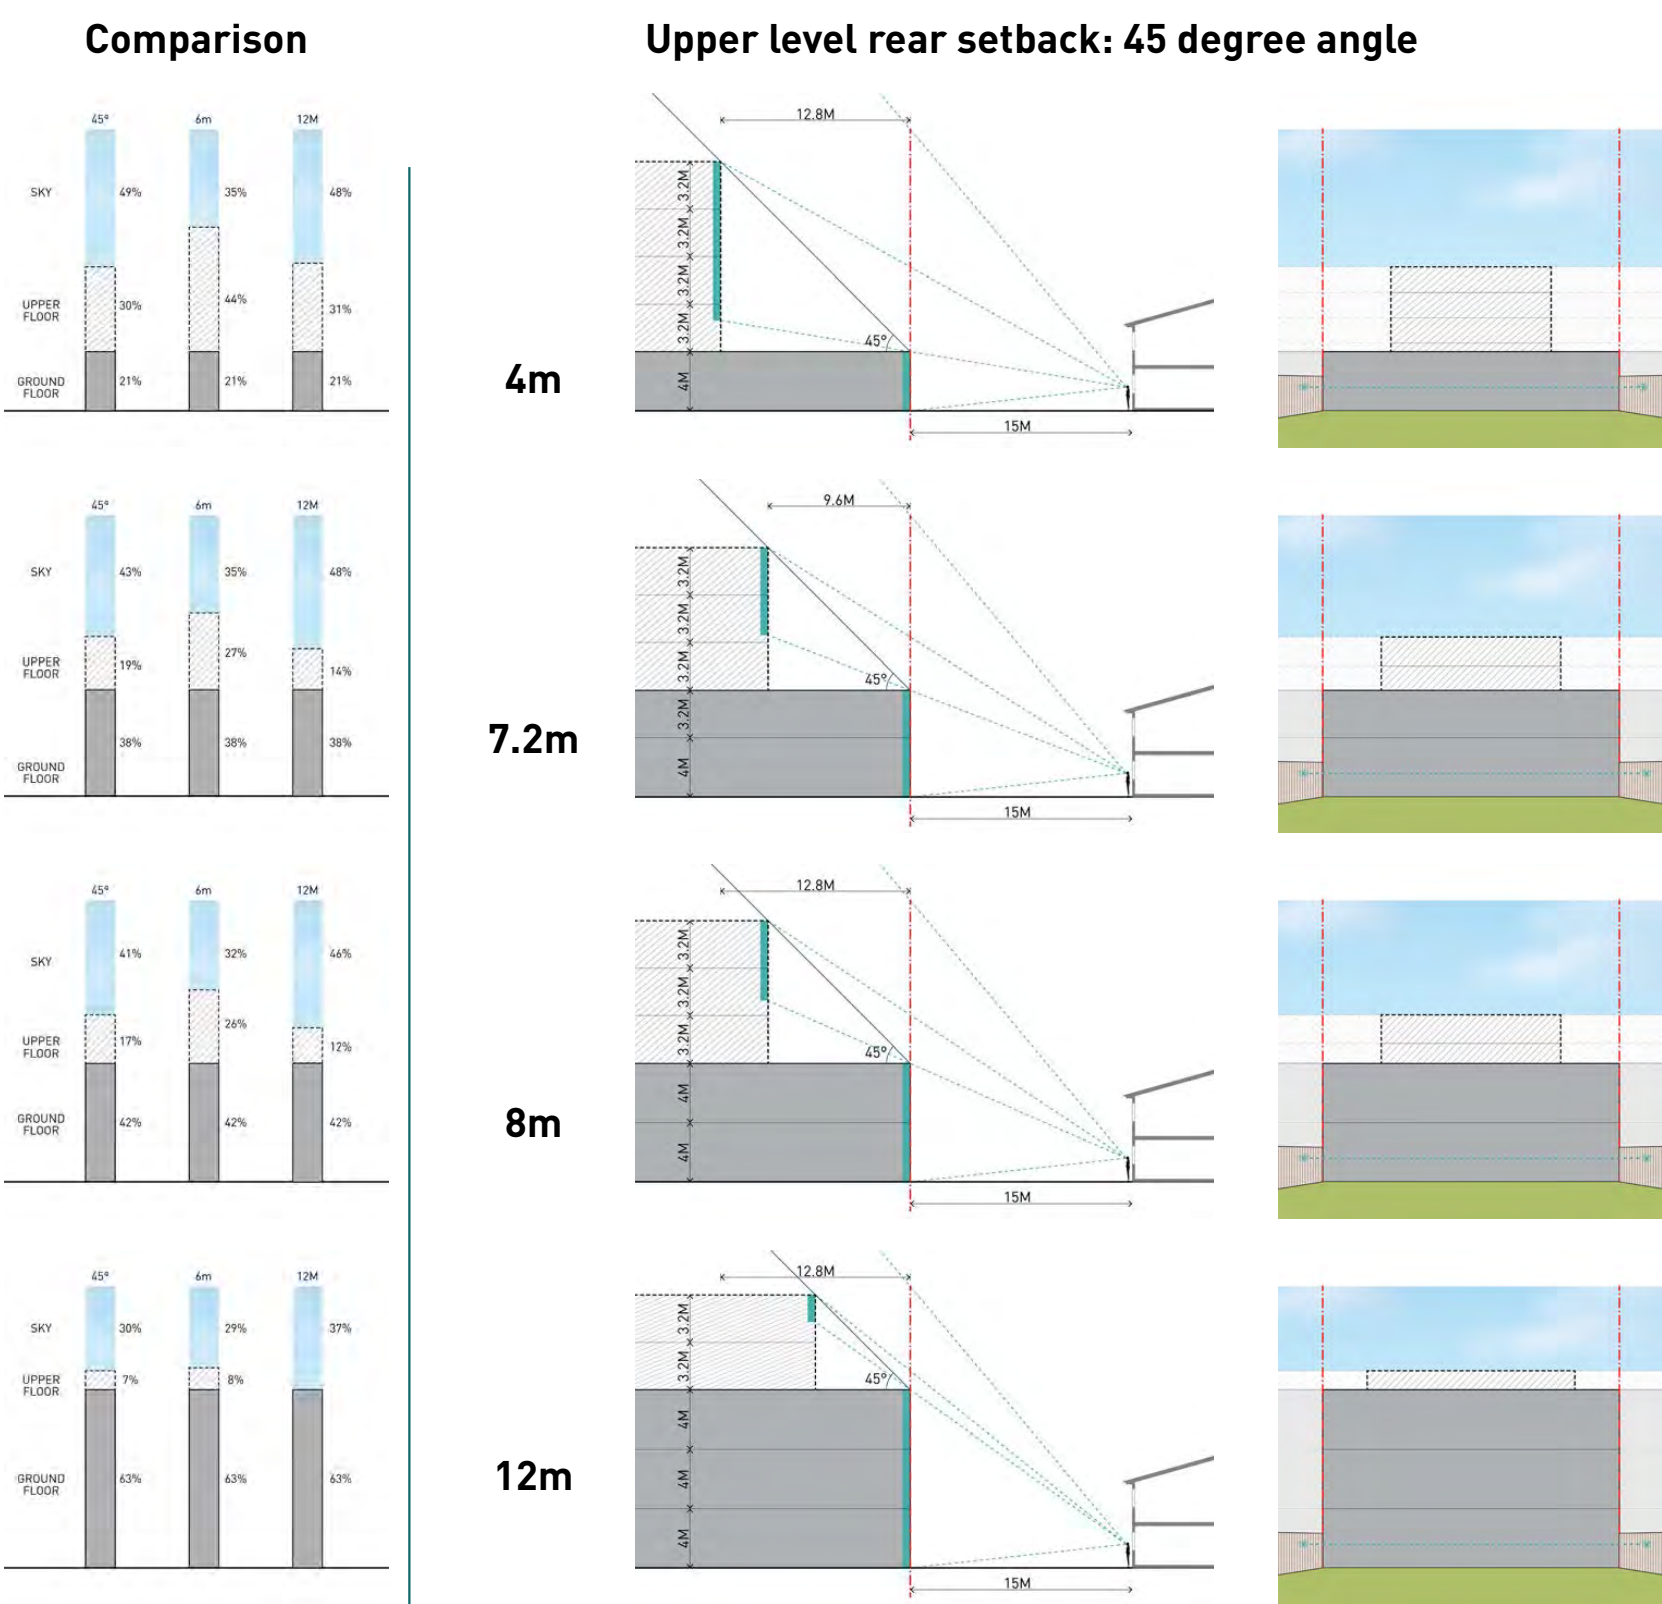 Comparison
Upper level rear setback: 45 degree angle
45°
6m
12M
SKY
49%
35%
48%
UPPER
FLOOR
30%
44%
31%
GROUND
FLOOR
21%
21%
21%
4m
12.8M
3.2M
3.2M
3.2M
3.2M
45°
4M
15M
45°
6m
12M
SKY
43%
35%
48%
UPPER
FLOOR
19%
27%
14%
38%
38%
38%
GROUND
FLOOR
7.2m
9.6M
3.2M
3.2M
3.2M
45°
3.2M
4M
15M
45°
6m
12M
SKY
41%
32%
46%
UPPER
FLOOR
17%
26%
12%
GROUND
FLOOR
42%
42%
42%
8m
12.8M
3.2M
3.2M
3.2M
45°
4M
4M
15M
45°
6m
12M
SKY
30%
29%
37%
UPPER
FLOOR
7%
8%
GROUND
FLOOR
63%
63%
63%
12m
12.8M
3.2M
3.2M
45°
4M
4M
4M
15M